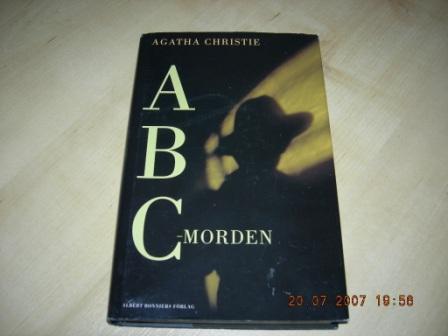 AGATHA CHRISTIE
A
B
C-MORDEN
ALBERT BONNIERS FÖRLAG
20 07 2007 19:56